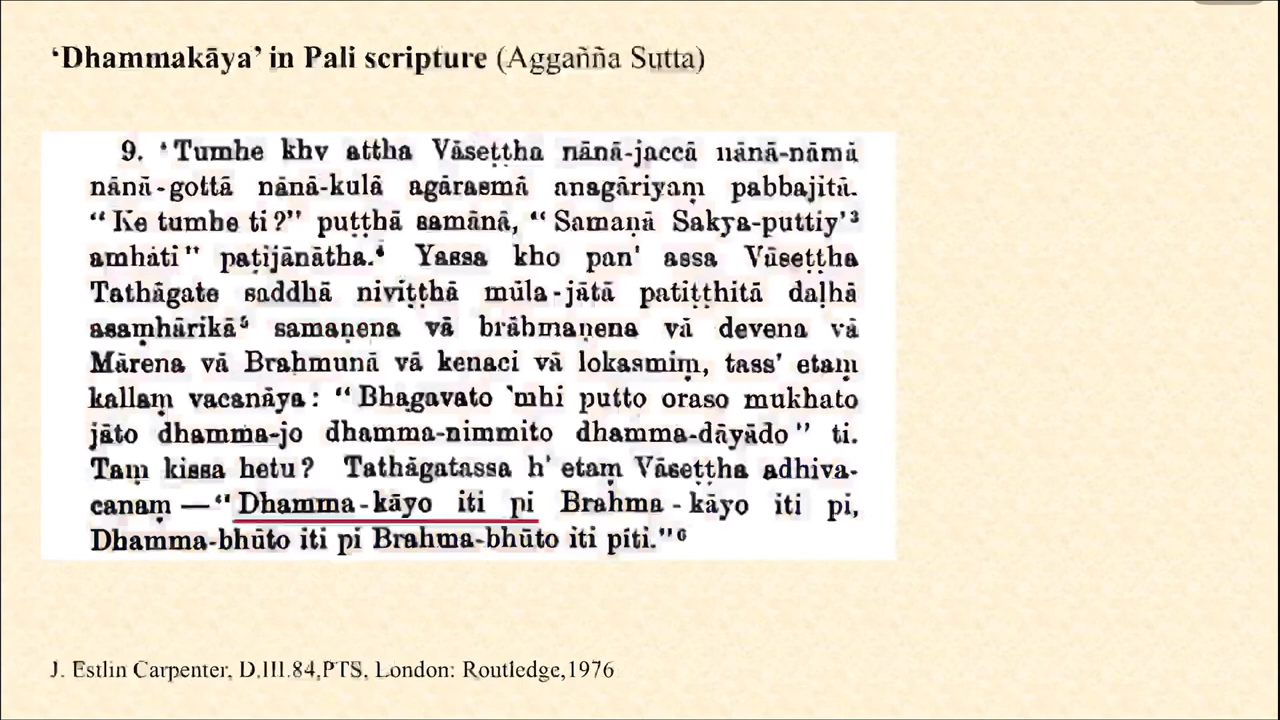 ‘Dhammakāya’ in Pali scripture (Aggañña Sutta)
9. ‘Tumhe khv attha Vāseṭṭha nānā-jaccā nānā-nāmā
nānā-gottā nānā-kulā agārasmā anagāriyaṃ pabbajitā.
“Ke tumhe ti?” puṭṭhā samānā, “Samaṇā Sakya-puttiy’³
amhāti” paṭijānātha.⁴ Yassa kho pan’ assa Vāseṭṭha
Tathāgate saddhā niviṭṭhā mūla-jātā patiṭṭhitā daḷhā
asaṃhārikā⁵ samaṇena vā brāhmaṇena vā devena vā
Mārena vā Brahmunā vā kenaci vā lokasmiṃ, tass’ etaṃ
kallaṃ vacanāya: “Bhagavato ’mhi putto oraso mukhato
jāto dhamma-jo dhamma-nimmito dhamma-dāyādo” ti.
Taṃ kissa hetu? Tathāgatassa h’ etaṃ Vāseṭṭha adhiva-
canaṃ —“Dhamma-kāyo iti pi Brahma-kāyo iti pi,
Dhamma-bhūto iti pi Brahma-bhūto iti pīti.”⁶
J. Estlin Carpenter, D.III.84,PTS, London: Routledge,1976